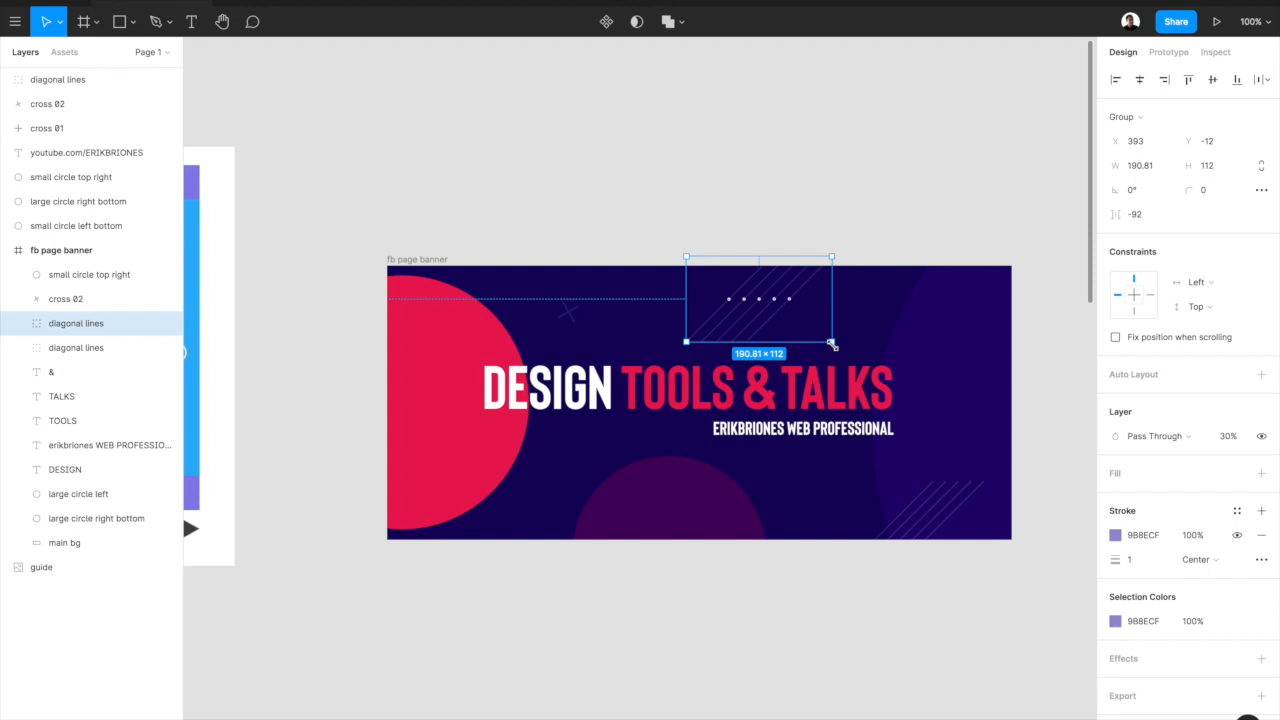 Share
100%
Layers
Assets
Page 1
diagonal lines
cross 02
cross 01
youtube.com/ERIKBRIONES
small circle top right
large circle right bottom
small circle left bottom
fb page banner
small circle top right
cross 02
diagonal lines
diagonal lines
&
TALKS
TOOLS
erikbriones WEB PROFESSIO...
DESIGN
large circle left
large circle right bottom
main bg
guide
fb page banner
190.81 × 112
DESIGN TOOLS & TALKS
ERIKBRIONES WEB PROFESSIONAL
Design
Prototype
Inspect
Group
X 393
Y -12
W 190.81
H 112
0°
0
-92
Constraints
Left
Top
Fix position when scrolling
Auto Layout
Layer
Pass Through
30%
Fill
Stroke
9B8ECF
100%
1
Center
Selection Colors
9B8ECF
100%
Effects
Export